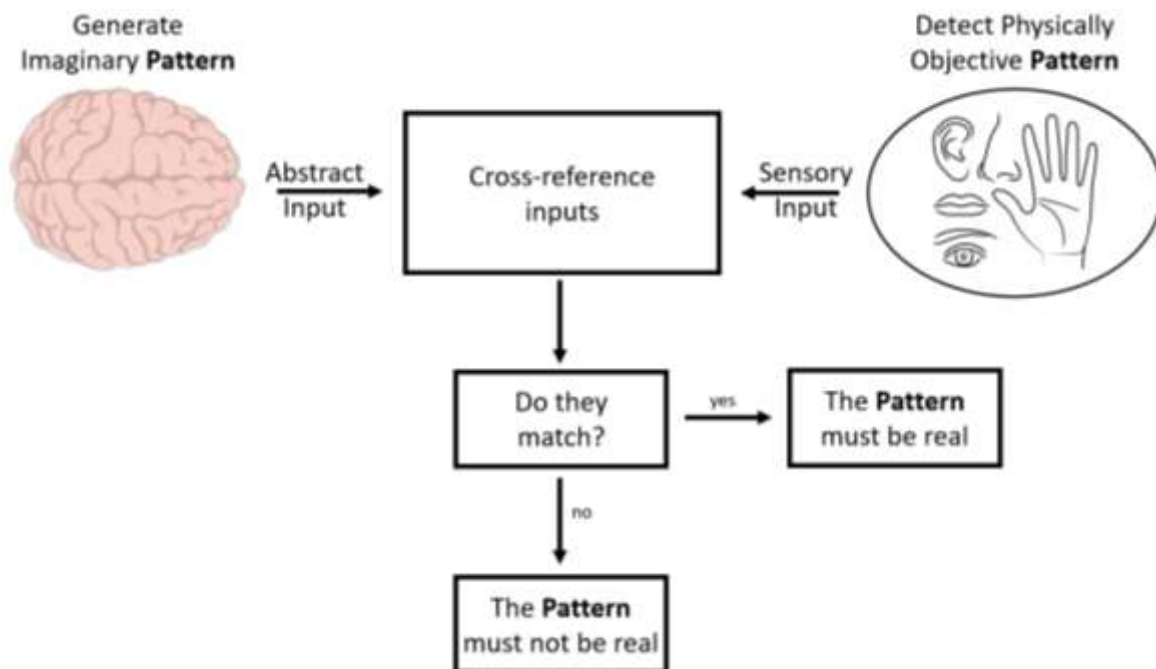 Generate
Imaginary Pattern
Detect Physically
Objective Pattern
Abstract
Input
Cross-reference
inputs
Sensory
Input
Do they
match?
yes
The Pattern
must be real
no
The Pattern
must not be real